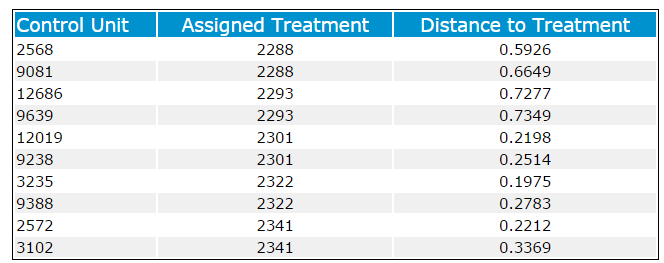 Control Unit Assigned Treatment Distance to Treatment
2568 2288 0.5926
9081 2288 0.6649
12686 2293 0.7277
9639 2293 0.7349
12019 2301 0.2198
9238 2301 0.2514
3235 2322 0.1975
9388 2322 0.2783
2572 2341 0.2212
3102 2341 0.3369